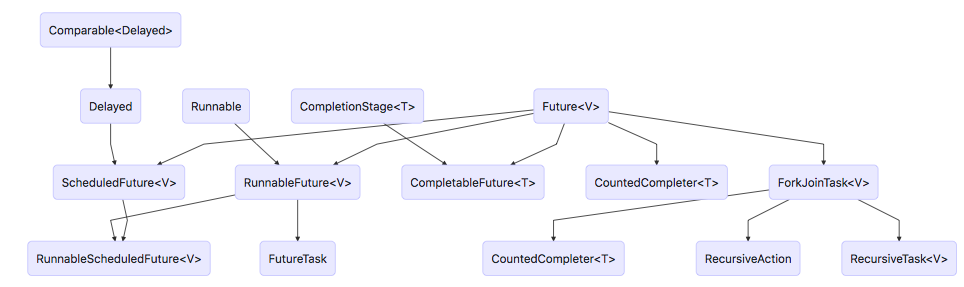 Comparable<Delayed>
Delayed
Runnable
CompletionStage<T>
Future<V>
ScheduledFuture<V>
RunnableFuture<V>
CompletableFuture<T>
CountedCompleter<T>
ForkJoinTask<V>
RunnableScheduledFuture<V>
FutureTask
CountedCompleter<T>
RecursiveAction
RecursiveTask<V>